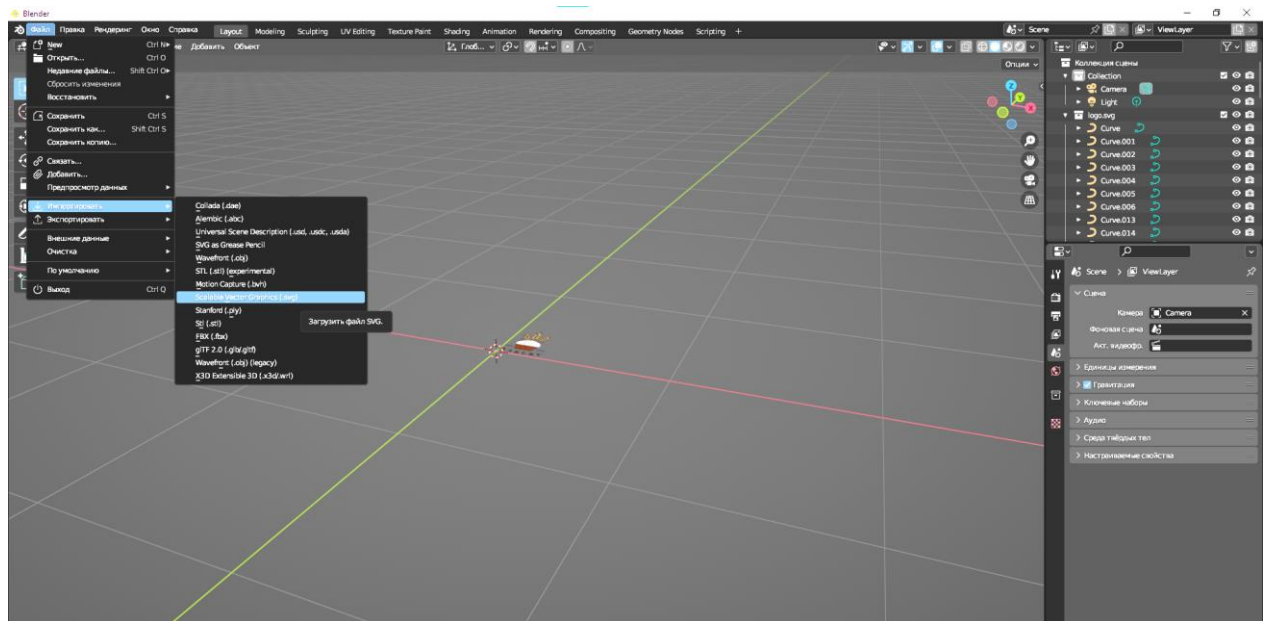 Blender
Файл Правка Рендеринг Окно Справка Layout Modeling Sculpting UV Editing Texture Paint Shading Animation Rendering Compositing Geometry Nodes Scripting + Scene ViewLayer
Добавить Объект Глоб...
Опции
New Ctrl N
Открыть... Ctrl O
Недавние файлы... Shift Ctrl O
Сбросить изменения
Восстановить
Сохранить Ctrl S
Сохранить как... Shift Ctrl S
Сохранить копию...
Связать...
Добавить...
Предпросмотр данных
Импортировать
Экспортировать
Внешние данные
Очистка
По умолчанию
Выход Ctrl Q
Collada (.dae)
Alembic (.abc)
Universal Scene Description (.usd, .usdc, .usda)
SVG as Grease Pencil
Wavefront (.obj)
STL (.stl) (experimental)
Motion Capture (.bvh)
Scalable Vector Graphics (.svg)
Stanford (.ply)
Stl (.stl)
FBX (.fbx)
glTF 2.0 (.glb/.gltf)
Wavefront (.obj) (legacy)
X3D Extensible 3D (.x3d/.wrl)
Загрузить файл SVG.
Z
Y
X
Коллекция сцены
Collection
Camera
Light
logo.svg
Curve
Curve.001
Curve.002
Curve.003
Curve.004
Curve.005
Curve.006
Curve.013
Curve.014
Scene > ViewLayer
Сцена
Камера Camera
Фоновая сцена
Акт. видеофр.
Единицы измерения
Гравитация
Ключевые наборы
Аудио
Среда твёрдых тел
Настраиваемые свойства